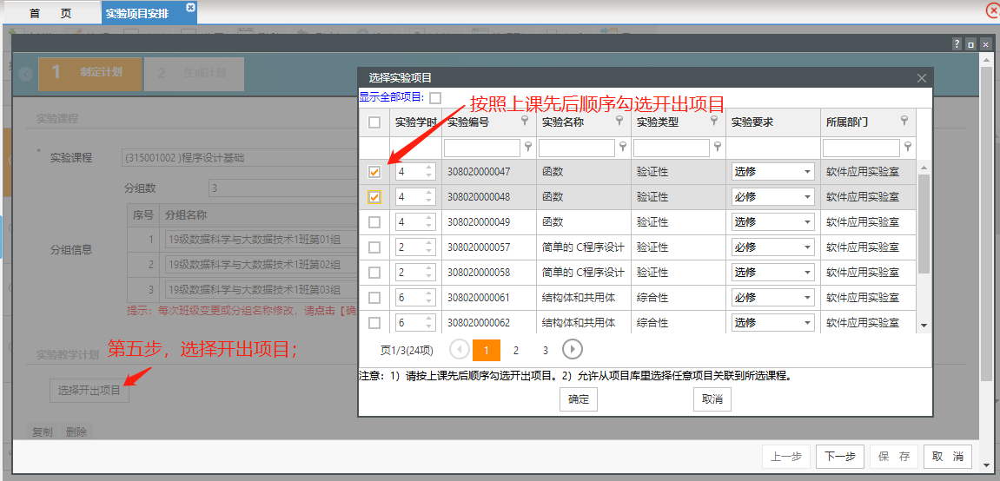 首 页
实验项目安排
1 制定计划
2 生成计划
实验课程
* 实验课程 (315001002 )程序设计基础
分组数 3
序号 分组名称
分组信息
1 19级数据科学与大数据技术1班第01组
2 19级数据科学与大数据技术1班第02组
3 19级数据科学与大数据技术1班第03组
提示：每次班级变更或分组名称修改，请点击【确
第五步，选择开出项目；
实验教学计划
选择开出项目
复制 删除
选择实验项目
显示全部项目:
按照上课先后顺序勾选开出项目
实验学时 实验编号 实验名称 实验类型 实验要求 所属部门
4 308020000047 函数 验证性 选修 软件应用实验室
4 308020000048 函数 验证性 必修 软件应用实验室
4 308020000049 函数 验证性 选修 软件应用实验室
2 308020000057 简单的 C程序设计 验证性 必修 软件应用实验室
2 308020000058 简单的 C程序设计 验证性 选修 软件应用实验室
6 308020000061 结构体和共用体 综合性 必修 软件应用实验室
6 308020000062 结构体和共用体 综合性 选修 软件应用实验室
页1/3(24项) 1 2 3
注意：1）请按上课先后顺序勾选开出项目。2）允许从项目库里选择任意项目关联到所选课程。
确定 取消
上一步 下一步 保 存 取 消